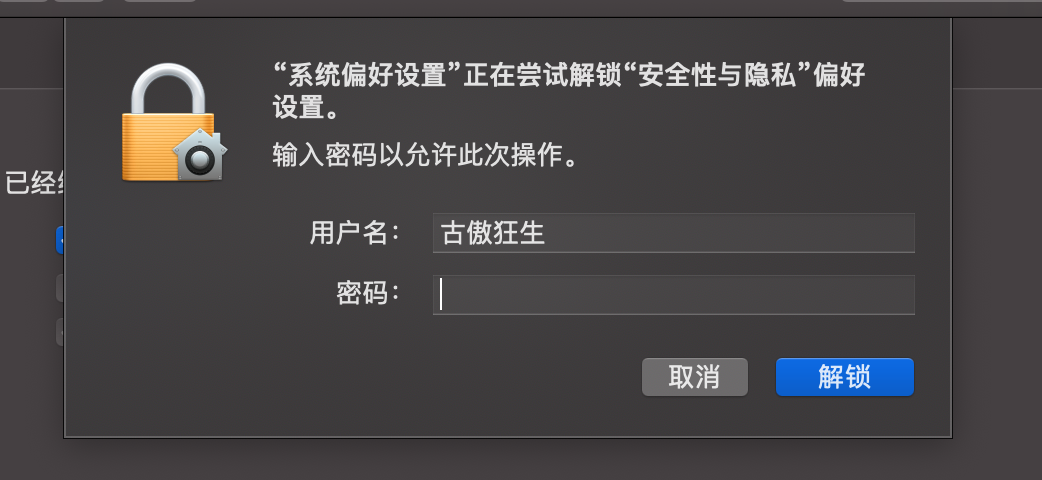 “系统偏好设置”正在尝试解锁“安全性与隐私”偏好
设置。
输入密码以允许此次操作。
已经
用户名：
古傲狂生
密码：
取消
解锁